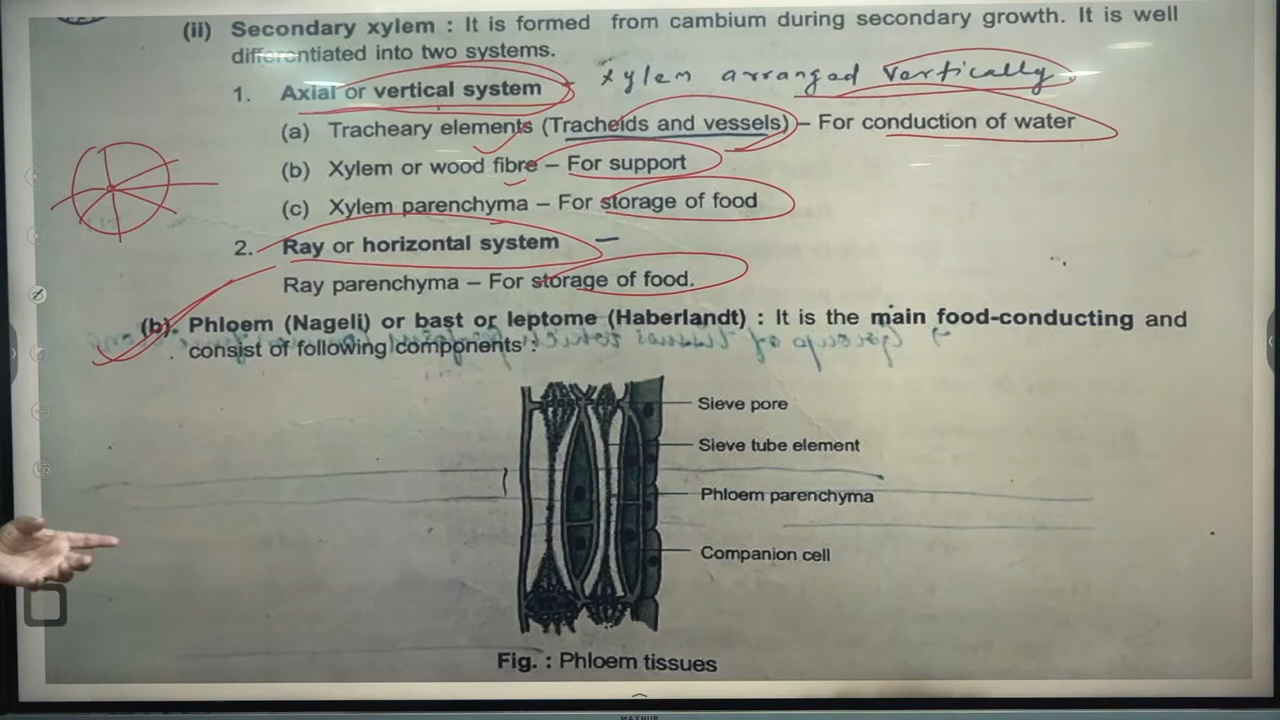 (ii) Secondary xylem : It is formed from cambium during secondary growth. It is well
differentiated into two systems.
xylem arranged vertically.
1. Axial or vertical system
(a) Tracheary elements (Tracheids and vessels) – For conduction of water
(b) Xylem or wood fibre – For support
(c) Xylem parenchyma – For storage of food
2. Ray or horizontal system –
Ray parenchyma – For storage of food.
(b). Phloem (Nageli) or bast or leptome (Haberlandt) : It is the main food-conducting and
consist of following components :
Sieve pore
Sieve tube element
Phloem parenchyma
Companion cell
Fig. : Phloem tissues